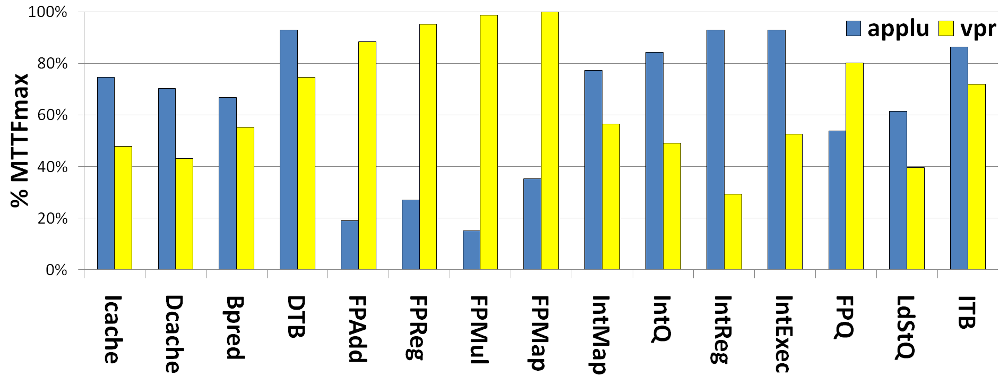 100%
80%
60%
40%
20%
0%
% MTTFmax
applu vpr
Icache
Dcache
Bpred
DTB
FPAdd
FPReg
FPMul
FPMap
IntMap
IntQ
IntReg
IntExec
FPQ
LdStQ
ITB